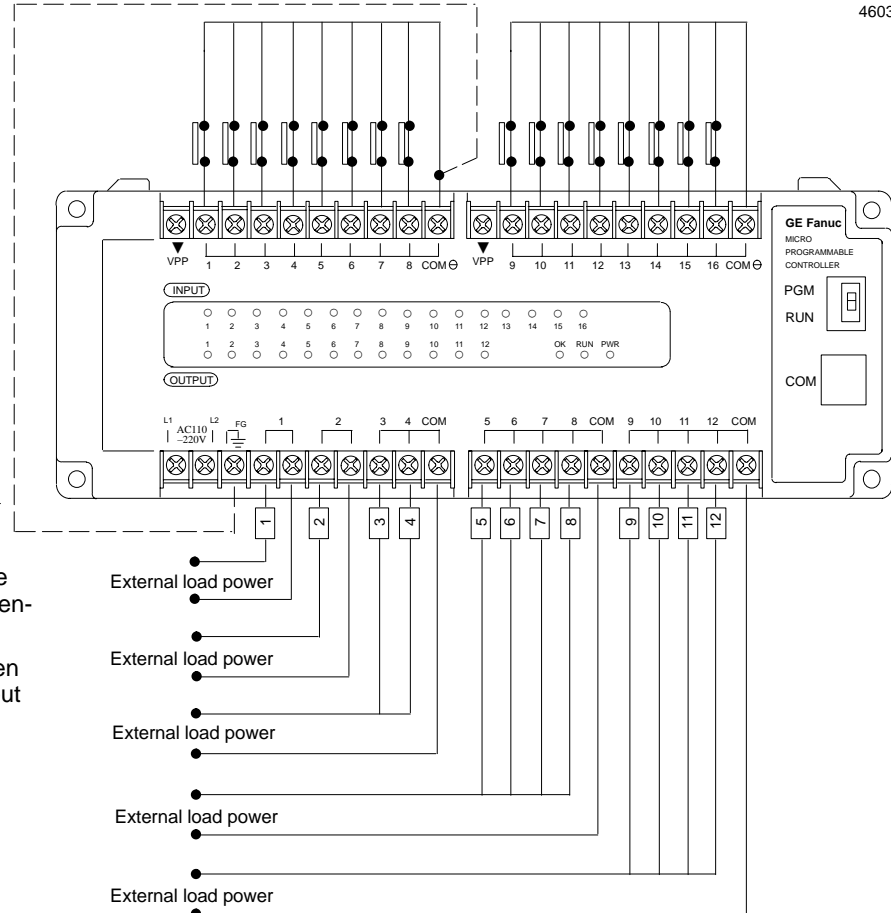 4603
GE Fanuc
MICRO
PROGRAMMABLE
CONTROLLER
PGM
RUN
COM
VPP 1 2 3 4 5 6 7 8 COM ⊖ VPP 9 10 11 12 13 14 15 16 COM ⊖
INPUT
1 2 3 4 5 6 7 8 9 10 11 12 13 14 15 16
1 2 3 4 5 6 7 8 9 10 11 12 OK RUN PWR
OUTPUT
L1 AC110 L2 FG 1 2 3 4 COM 5 6 7 8 COM 9 10 11 12 COM
–220V
1 2 3 4 5 6 7 8 9 10 11 12
e
External load power
en-
External load power
en
ut
External load power
External load power
External load power